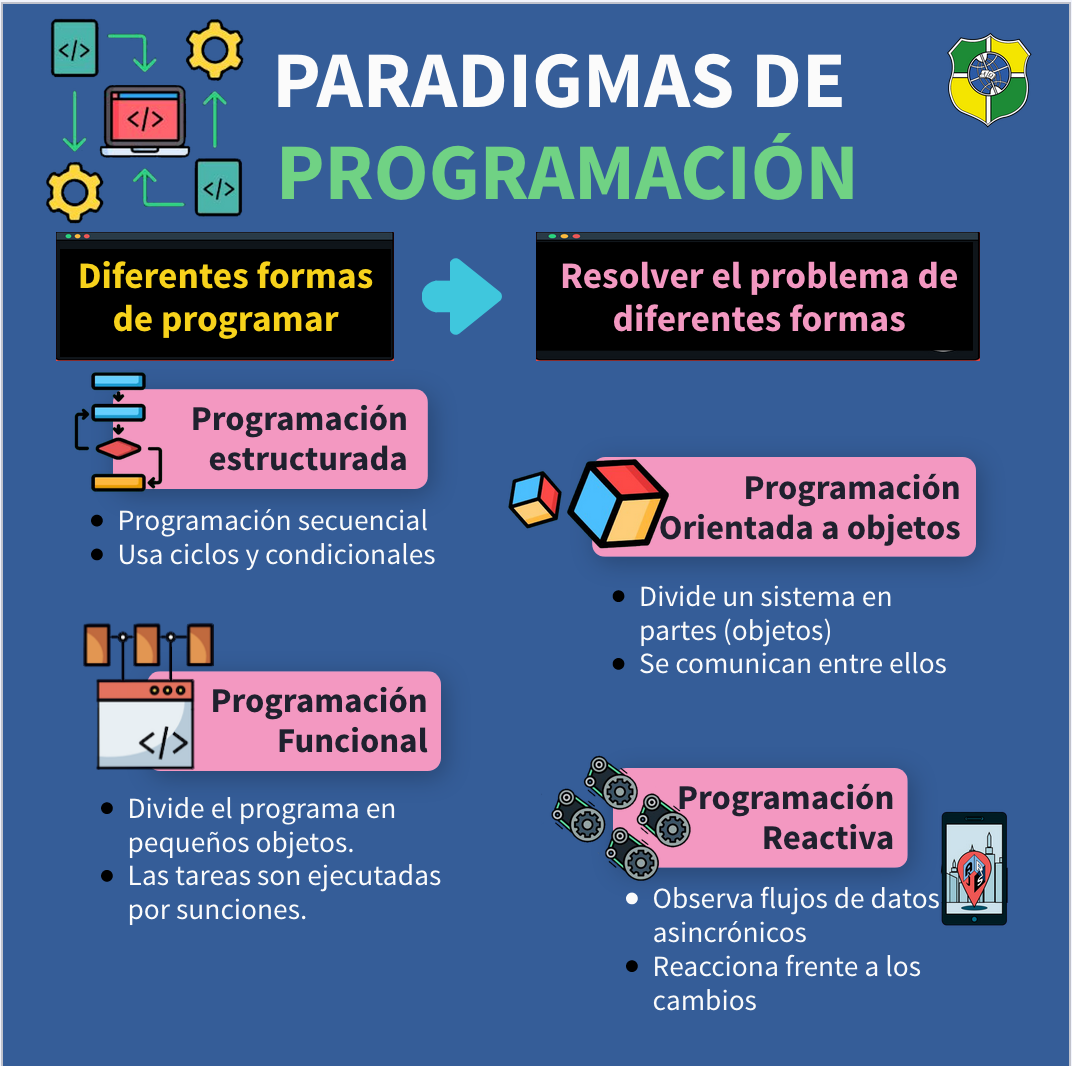 PARADIGMAS DE
PROGRAMACIÓN
Diferentes formas
de programar
Resolver el problema de
diferentes formas
Programación
estructurada
Programación secuencial
Usa ciclos y condicionales
Programación
Orientada a objetos
Divide un sistema en
partes (objetos)
Se comunican entre ellos
Programación
Funcional
Divide el programa en
pequeños objetos.
Las tareas son ejecutadas
por sunciones.
Programación
Reactiva
Observa flujos de datos
asincrónicos
Reacciona frente a los
cambios